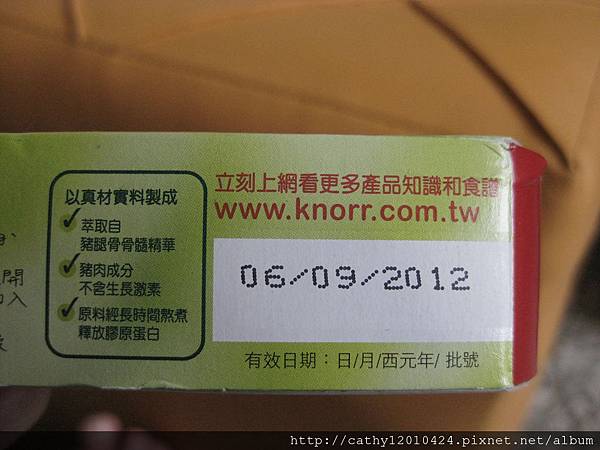 以真材實料製成
萃取自
豬腿骨骨髓精華
豬肉成分
不含生長激素
原料經長時間熬煮
釋放膠原蛋白
開
入
立刻上網看更多產品知識和食譜
www.knorr.com.tw
06/09/2012
有效日期：日/月/西元年/ 批號
http://cathy12010424.pixnet.net/album